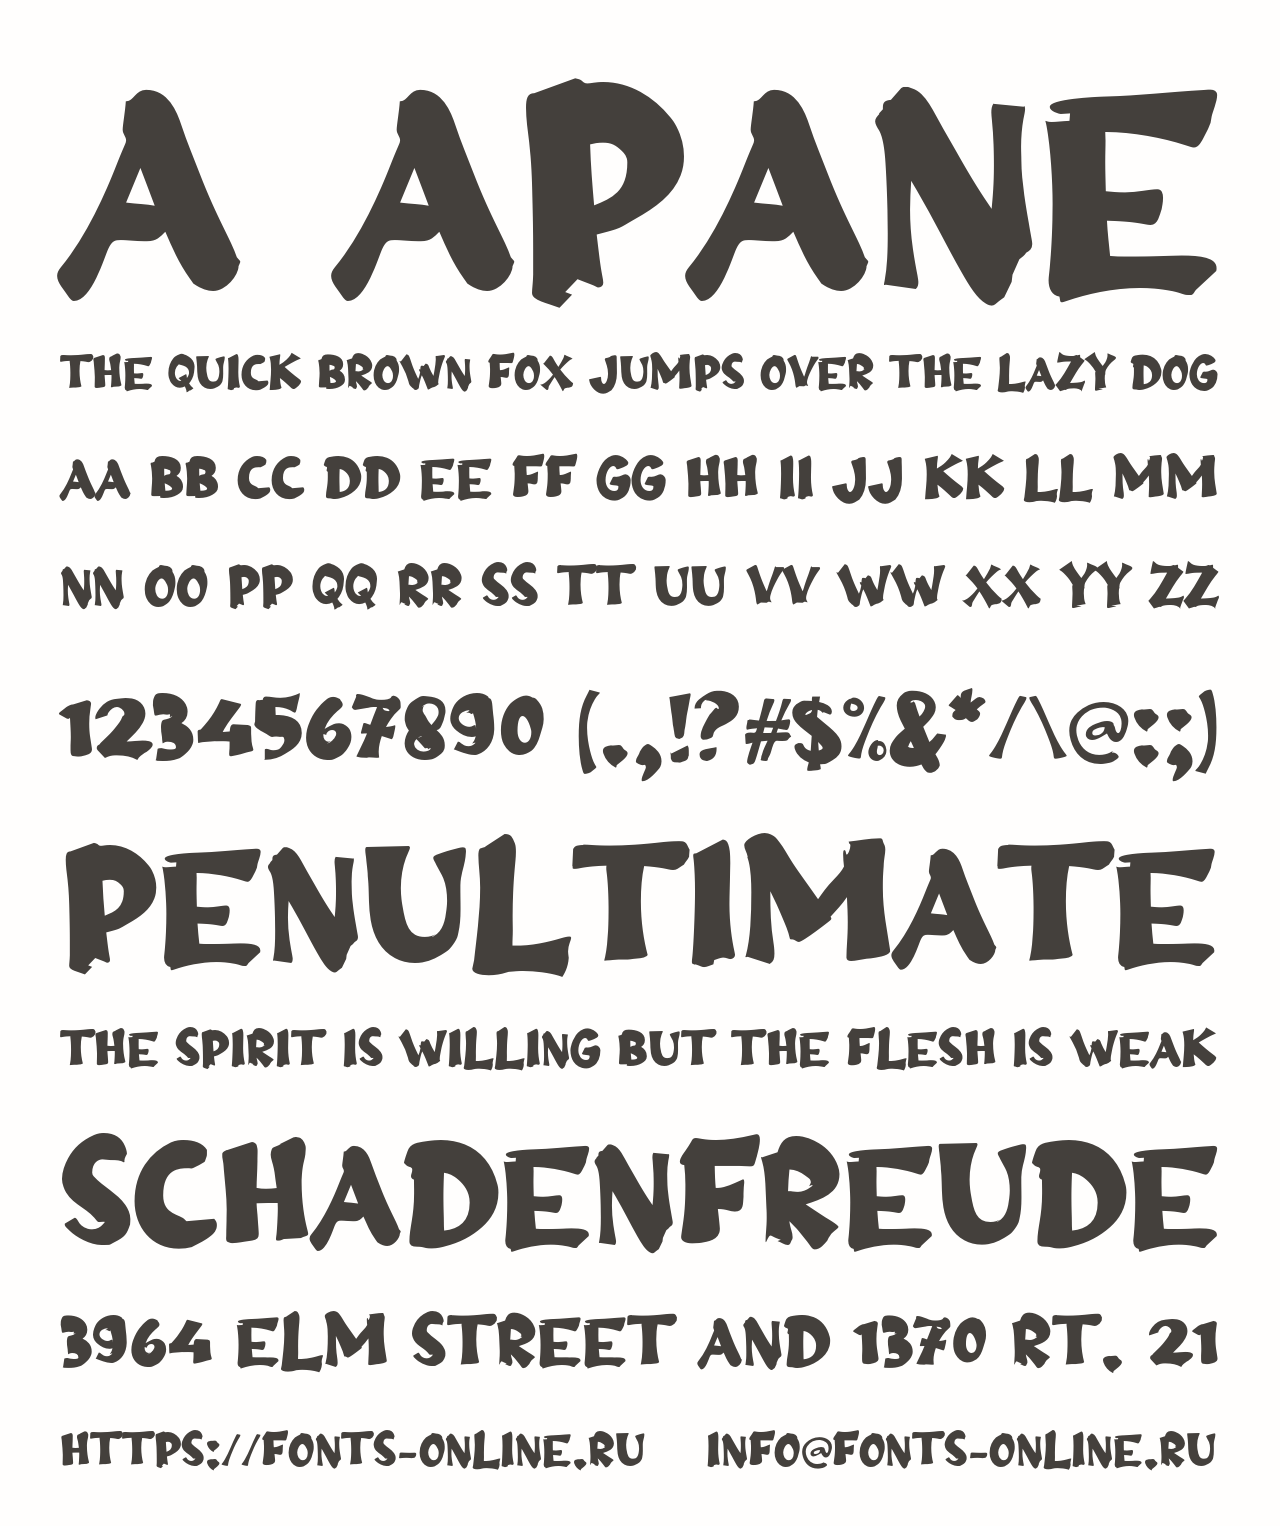 A APANE
THE QUICK BROWN FOX JUMPS OVER THE LAZY DOG
AA BB CC DD EE FF GG HH II JJ KK LL MM
NN OO PP QQ RR SS TT UU VV WW XX YY ZZ
1234567890 (.,!?#$%&*/\@:;)
PENULTIMATE
THE SPIRIT IS WILLING BUT THE FLESH IS WEAK
SCHADENFREUDE
3964 ELM STREET AND 1370 RT. 21
HTTPS://FONTS-ONLINE.RU INFO@FONTS-ONLINE.RU